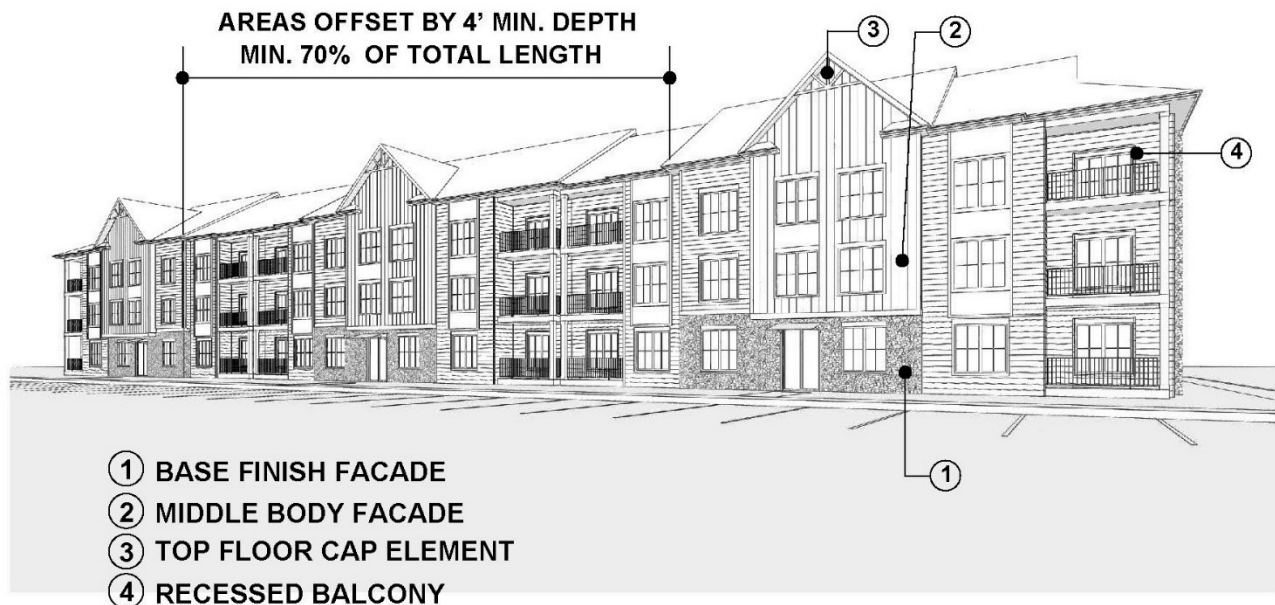 AREAS OFFSET BY 4’ MIN. DEPTH
MIN. 70% OF TOTAL LENGTH
3
2
4
1
1 BASE FINISH FACADE
2 MIDDLE BODY FACADE
3 TOP FLOOR CAP ELEMENT
4 RECESSED BALCONY